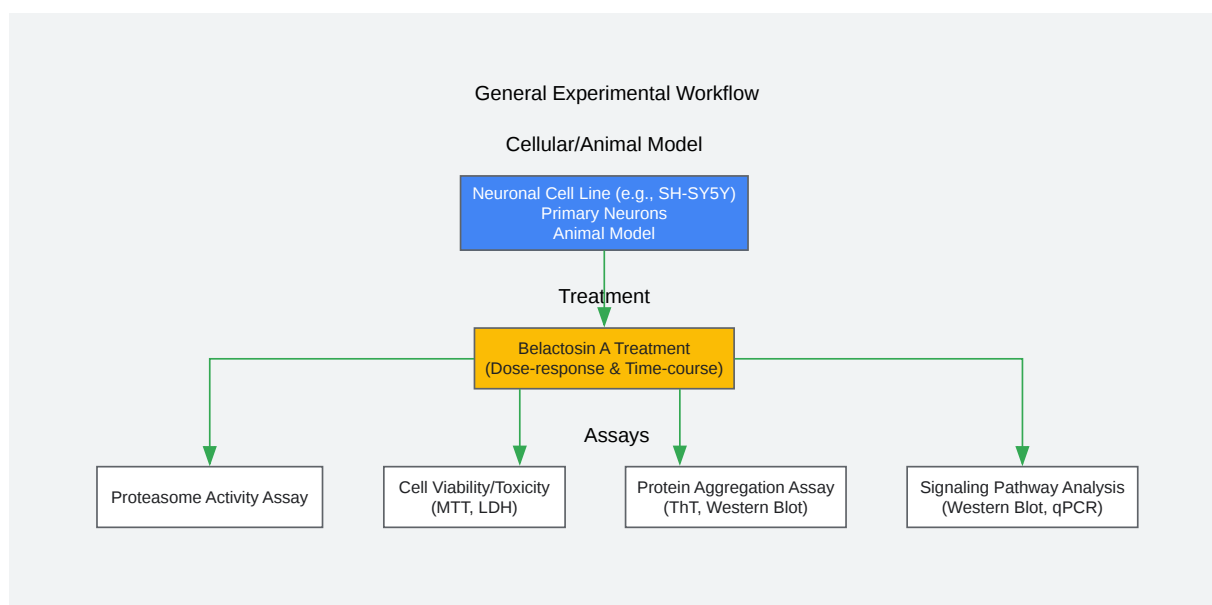 General Experimental Workflow
Cellular/Animal Model
Neuronal Cell Line (e.g., SH-SY5Y)
Primary Neurons
Animal Model
Treatment
Belactosin A Treatment
(Dose-response & Time-course)
Assays
Proteasome Activity Assay
Cell Viability/Toxicity
(MTT, LDH)
Protein Aggregation Assay
(ThT, Western Blot)
Signaling Pathway Analysis
(Western Blot, qPCR)